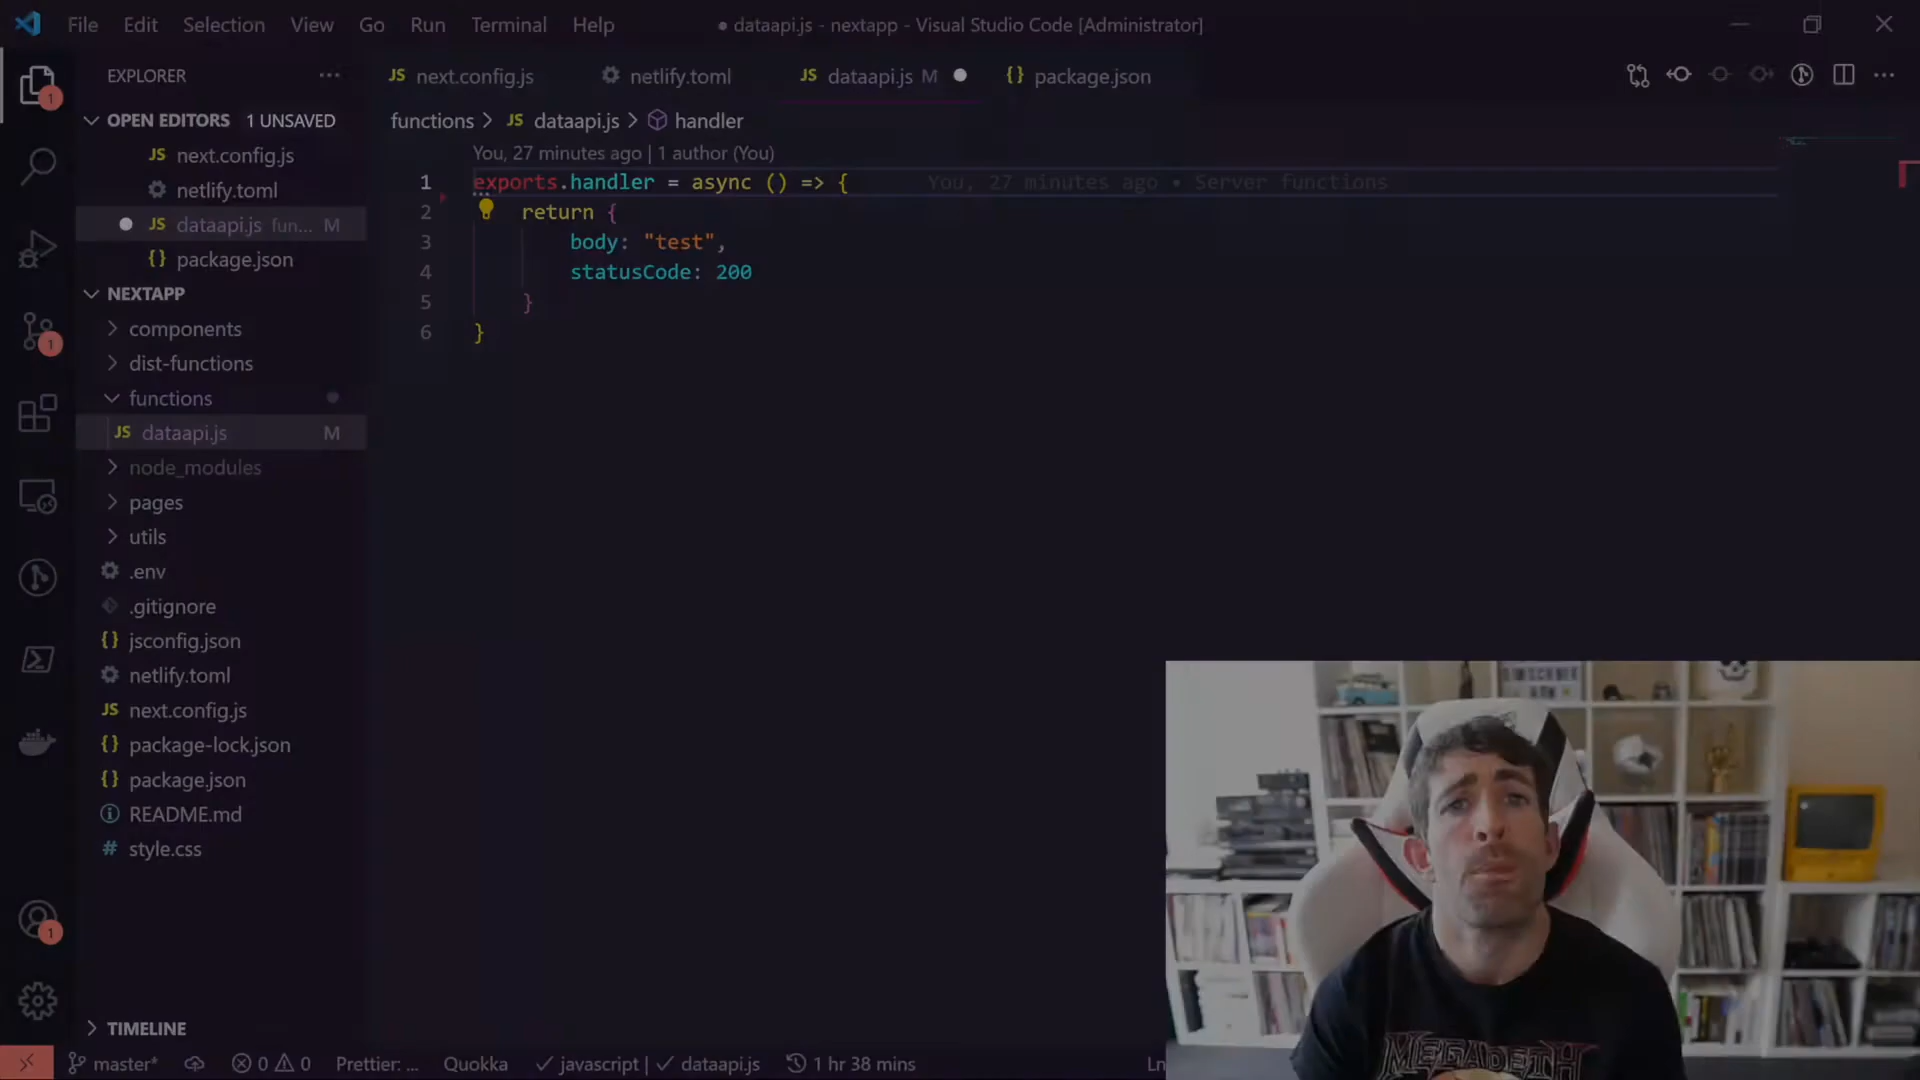 File Edit Selection View Go Run Terminal Help
● dataapi.js - nextapp - Visual Studio Code [Administrator]
EXPLORER
OPEN EDITORS 1 UNSAVED
JS next.config.js
netlify.toml
JS dataapi.js fun... M
{} package.json
NEXTAPP
components
dist-functions
functions
JS dataapi.js M
node_modules
pages
utils
.env
.gitignore
{} jsconfig.json
netlify.toml
JS next.config.js
{} package-lock.json
{} package.json
README.md
# style.css
TIMELINE
1
1
1
JS next.config.js
netlify.toml
JS dataapi.js M
{} package.json
functions > JS dataapi.js > handler
You, 27 minutes ago | 1 author (You)
1 exports.handler = async () => { You, 27 minutes ago • Server functions
2 return {
3 body: "test",
4 statusCode: 200
5 }
6 }
MEGADETH
master* 0 0 Prettier: ... Quokka ✓ javascript | ✓ dataapi.js 1 hr 38 mins Ln